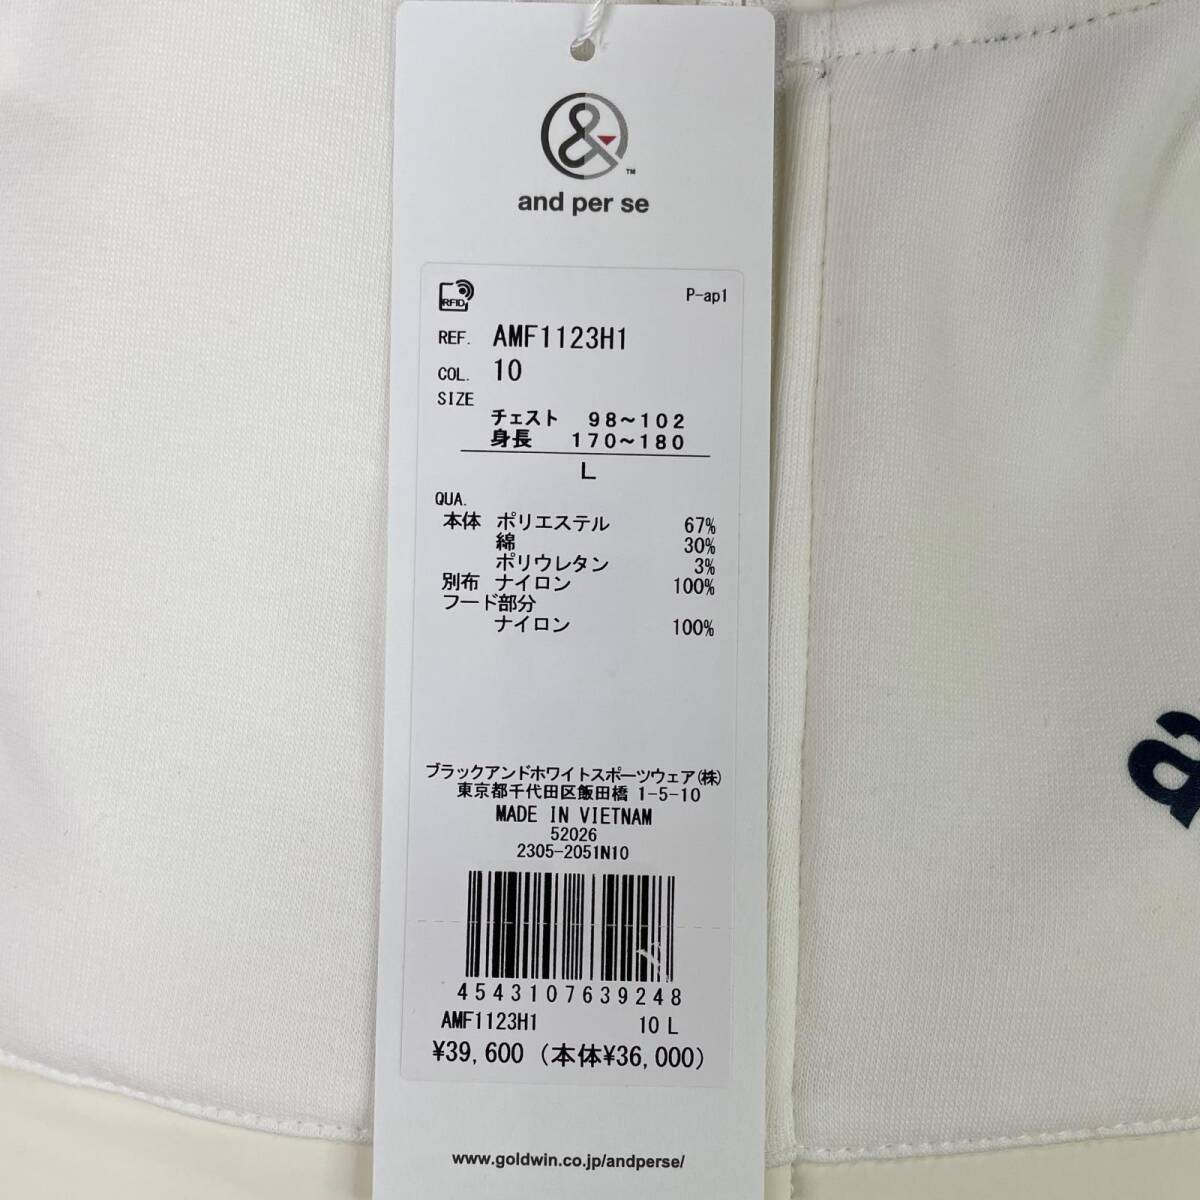 &
™
and per se
RFID
P-ap1
REF. AMF1123H1
COL. 10
SIZE
チェスト 98~102
身長 170~180
L
QUA.
本体 ポリエステル 67%
綿 30%
ポリウレタン 3%
別布 ナイロン 100%
フード部分
ナイロン 100%
ブラックアンドホワイトスポーツウェア(株)
東京都千代田区飯田橋 1-5-10
MADE IN VIETNAM
52026
2305-2051N10
4543107639248
AMF1123H1 10 L
¥39,600 (本体¥36,000)
www.goldwin.co.jp/andperse/
a